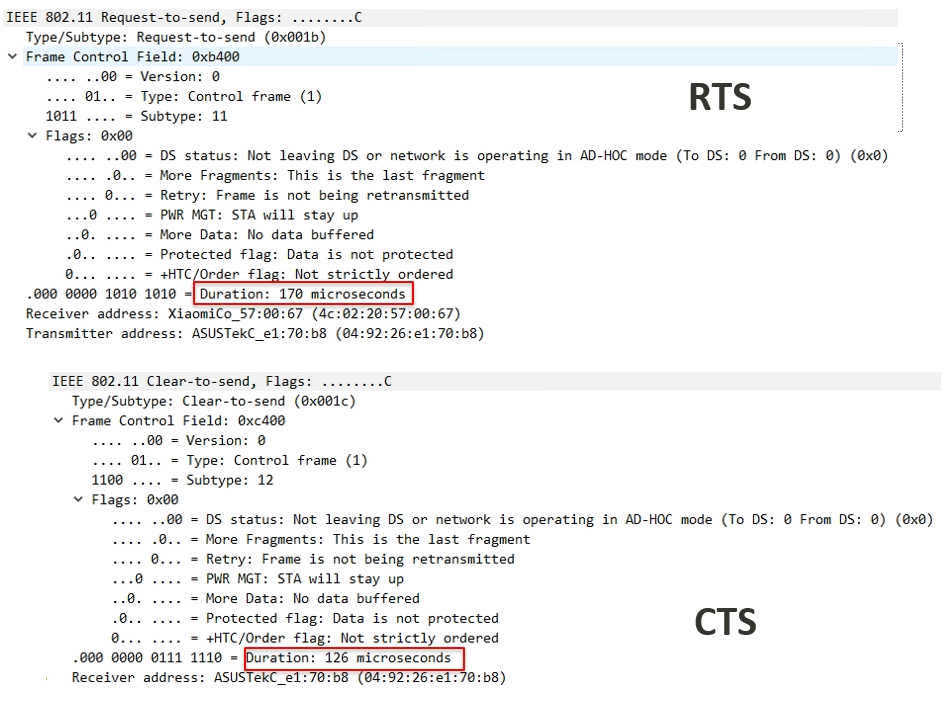 IEEE 802.11 Request-to-send, Flags: ........C
Type/Subtype: Request-to-send (0x001b)
Frame Control Field: 0xb400
.... ..00 = Version: 0
.... 01.. = Type: Control frame (1)
1011 .... = Subtype: 11
Flags: 0x00
.... ..00 = DS status: Not leaving DS or network is operating in AD-HOC mode (To DS: 0 From DS: 0) (0x0)
.... .0.. = More Fragments: This is the last fragment
.... 0... = Retry: Frame is not being retransmitted
...0 .... = PWR MGT: STA will stay up
..0. .... = More Data: No data buffered
.0.. .... = Protected flag: Data is not protected
0... .... = +HTC/Order flag: Not strictly ordered
.000 0000 1010 1010 = Duration: 170 microseconds
Receiver address: XiaomiCo_57:00:67 (4c:02:20:57:00:67)
Transmitter address: ASUSTekC_e1:70:b8 (04:92:26:e1:70:b8)
RTS
IEEE 802.11 Clear-to-send, Flags: ........C
Type/Subtype: Clear-to-send (0x001c)
Frame Control Field: 0xc400
.... ..00 = Version: 0
.... 01.. = Type: Control frame (1)
1100 .... = Subtype: 12
Flags: 0x00
.... ..00 = DS status: Not leaving DS or network is operating in AD-HOC mode (To DS: 0 From DS: 0) (0x0)
.... .0.. = More Fragments: This is the last fragment
.... 0... = Retry: Frame is not being retransmitted
...0 .... = PWR MGT: STA will stay up
..0. .... = More Data: No data buffered
.0.. .... = Protected flag: Data is not protected
0... .... = +HTC/Order flag: Not strictly ordered
.000 0000 0111 1110 = Duration: 126 microseconds
Receiver address: ASUSTekC_e1:70:b8 (04:92:26:e1:70:b8)
CTS